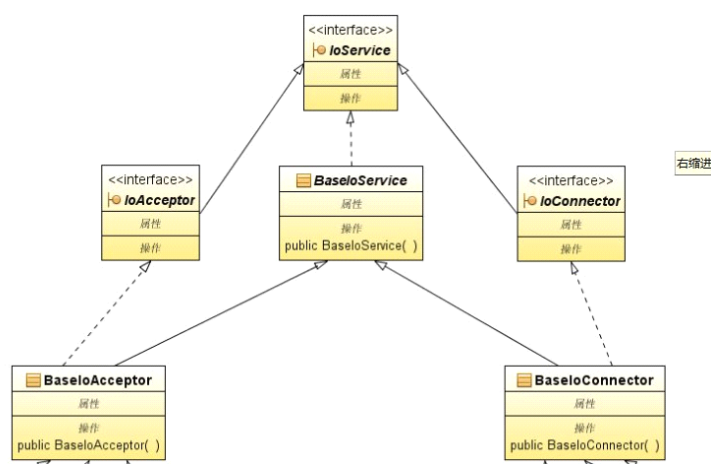 <<interface>>
IoService
属性
操作
<<interface>>
IoAcceptor
属性
操作
BaseIoService
属性
操作
public BaseIoService( )
<<interface>>
IoConnector
属性
操作
右缩进
BaseIoAcceptor
属性
操作
public BaseIoAcceptor( )
BaseIoConnector
属性
操作
public BaseIoConnector( )